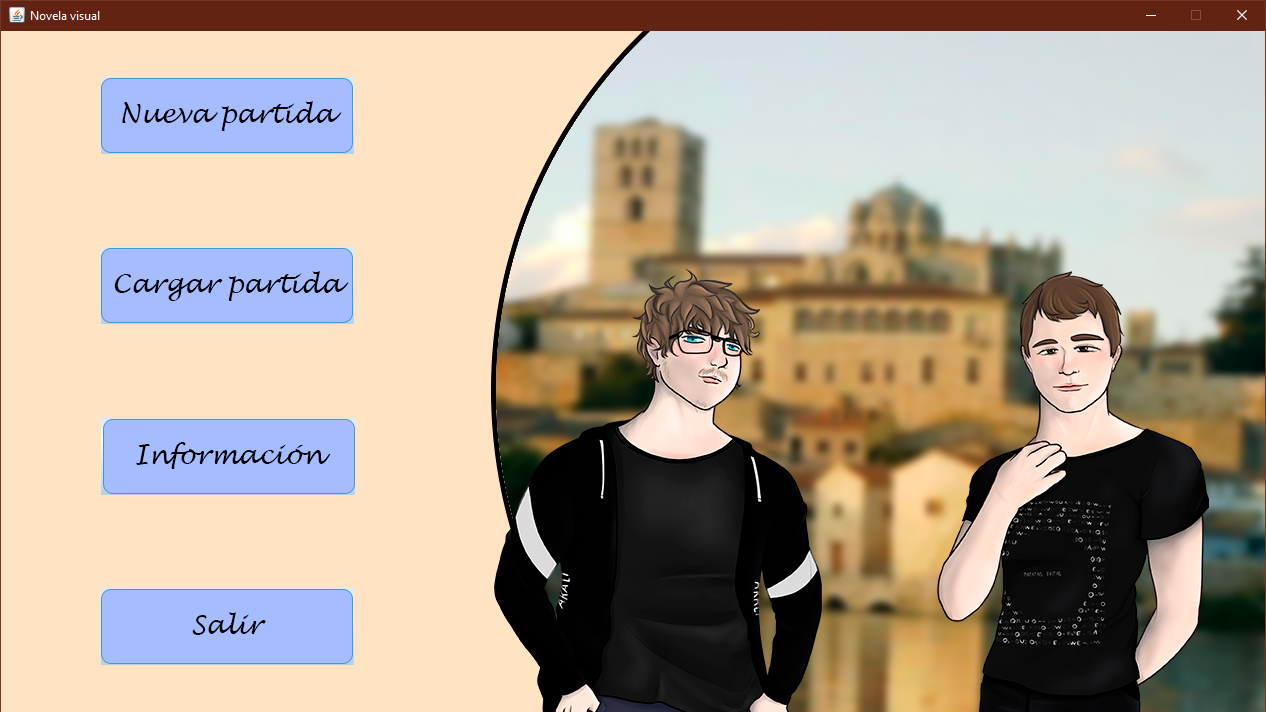 Novela visual
Nueva partida
Cargar partida
Información
Salir